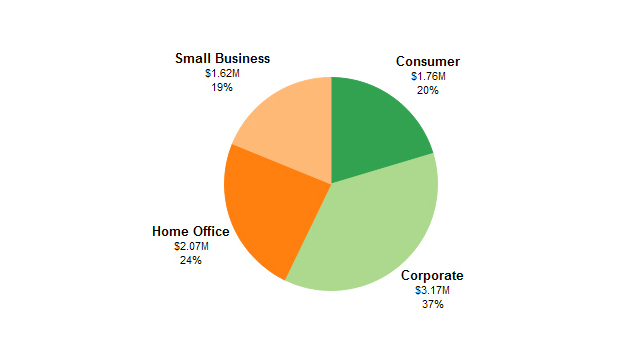 Small Business
$1.62M
19%
Consumer
$1.76M
20%
Home Office
$2.07M
24%
Corporate
$3.17M
37%